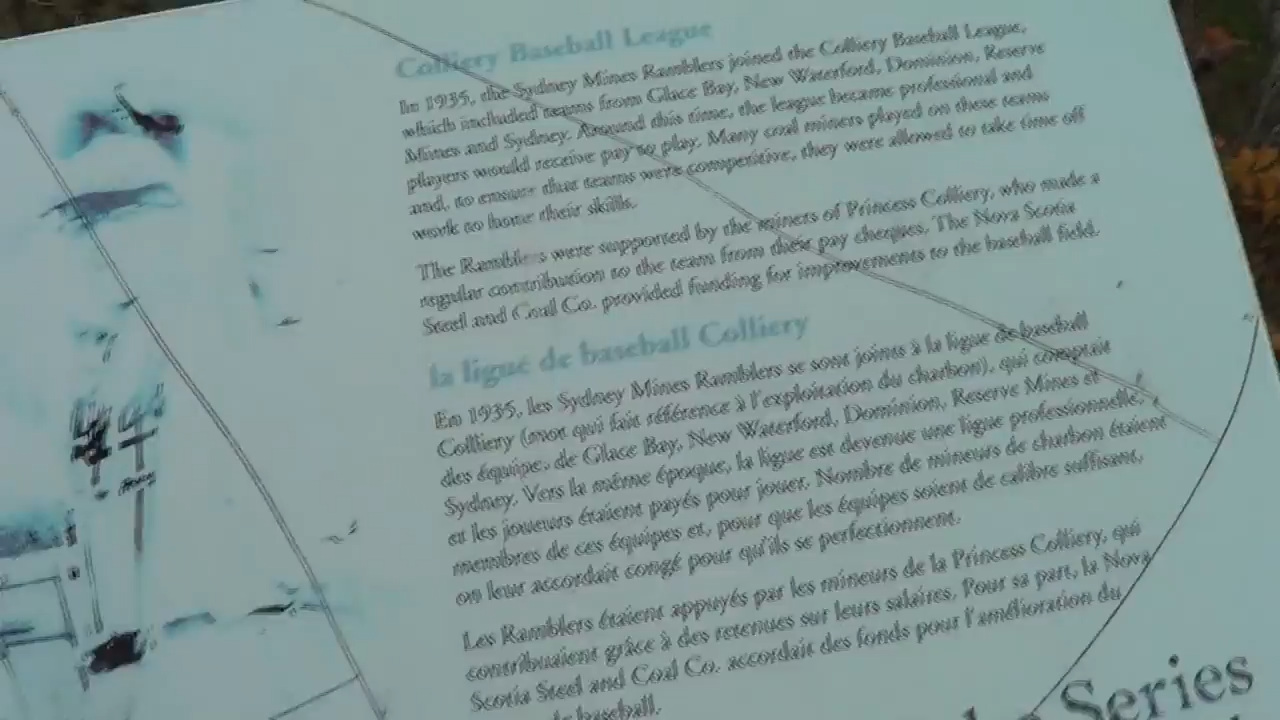 Colliery Baseball League
In 1935, the Sydney Mines Ramblers joined the Colliery Baseball League,
which included teams from Glace Bay, New Waterford, Dominion, Reserve
Mines and Sydney. Around this time, the league became professional and
players would receive pay to play. Many coal miners played on these teams
and, to ensure that teams were competitive, they were allowed to take time off
work to hone their skills.
The Ramblers were supported by the miners of Princess Colliery, who made a
regular contribution to the team from their pay cheques. The Nova Scotia
Steel and Coal Co. provided funding for improvements to the baseball field.
la ligue de baseball Colliery
En 1935, les Sydney Mines Ramblers se sont joints à la ligue de baseball
Colliery (mot qui fait référence à l'exploitation du charbon), qui comptait
des équipe, de Glace Bay, New Waterford, Dominion, Reserve Mines et
Sydney. Vers la même époque, la ligue est devenue une ligue professionnelle,
et les joueurs étaient payés pour jouer. Nombre de mineurs de charbon étaient
membres de ces équipes et, pour que les équipes soient de calibre suffisant,
on leur accordait congé pour qu'ils se perfectionnent.
Les Ramblers étaient appuyés par les mineurs de la Princess Colliery, qui
contribuaient grâce à des retenues sur leurs salaires. Pour sa part, la Nova
Scotia Steel and Coal Co. accordait des fonds pour l'amélioration du
de baseball.
Series